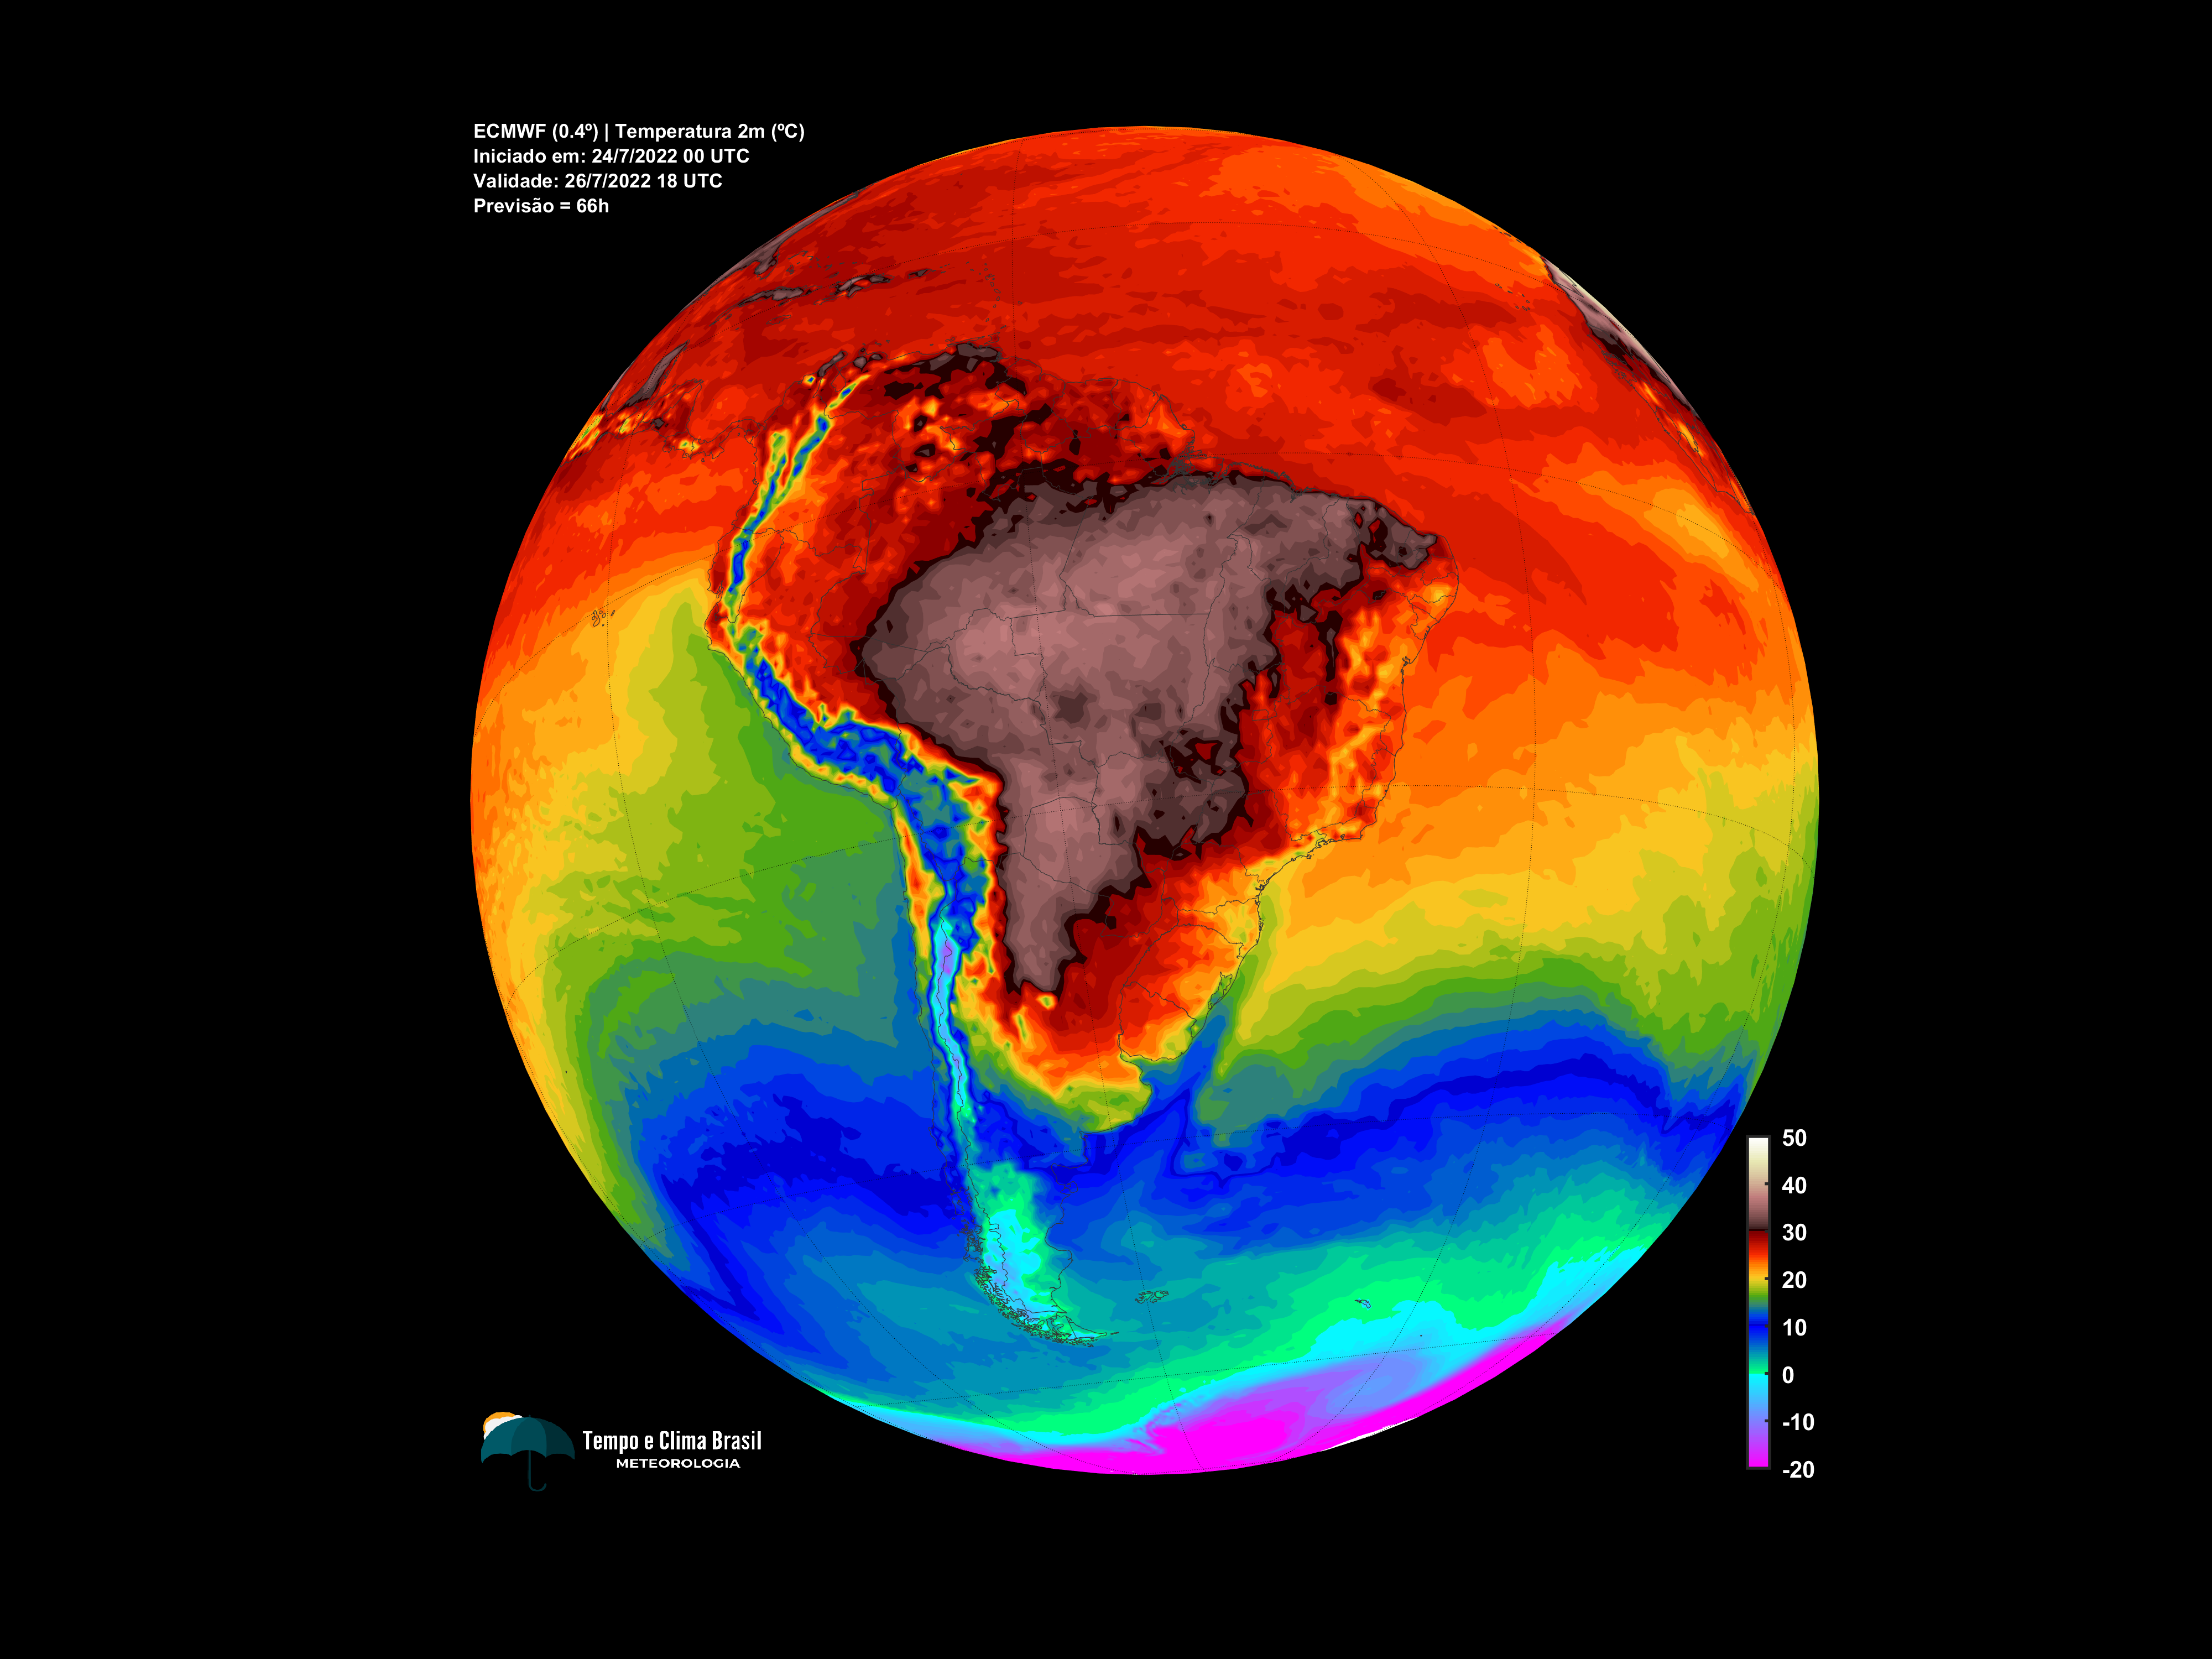 ECMWF (0.4º) | Temperatura 2m (ºC)
Iniciado em: 24/7/2022 00 UTC
Validade: 26/7/2022 18 UTC
Previsão = 66h
50
40
30
20
10
0
-10
-20
Tempo e Clima Brasil
METEOROLOGIA